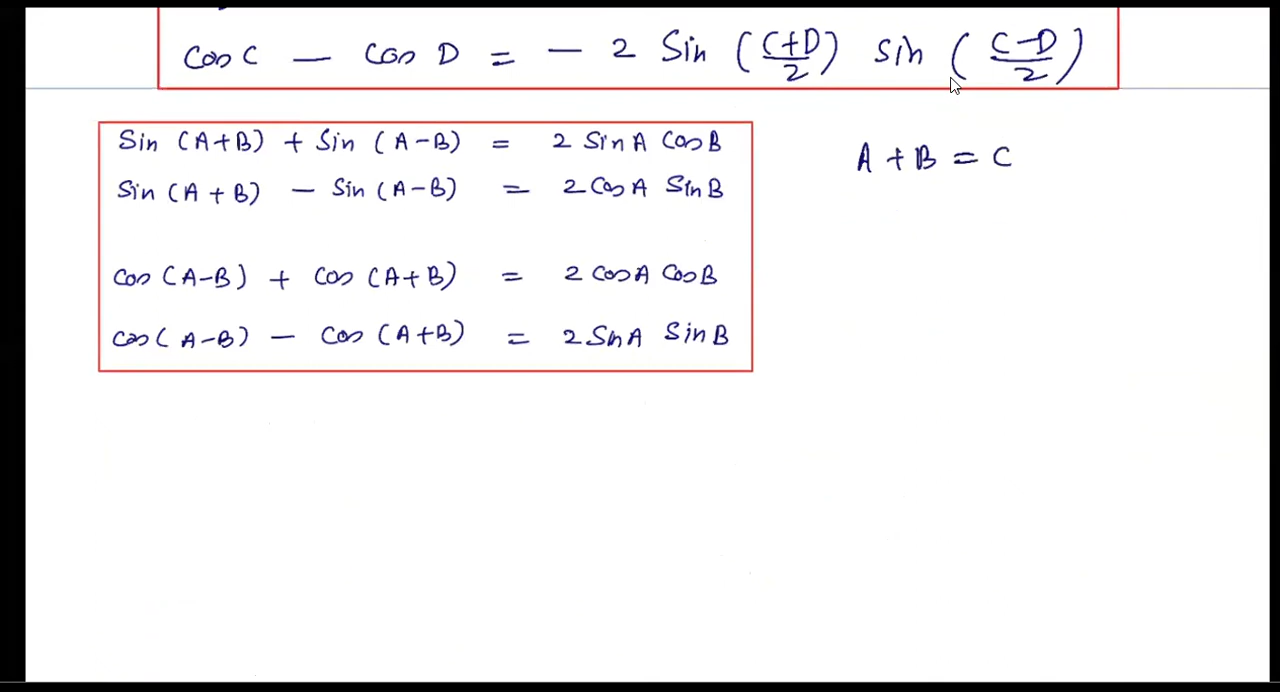 Cos C - Cos D = - 2 Sin (C+D/2) Sin (C-D/2)
Sin (A+B) + Sin (A-B) = 2 Sin A Cos B
A + B = C
Sin (A + B) - Sin (A-B) = 2 Cos A Sin B
Cos (A-B) + Cos (A+B) = 2 Cos A Cos B
Cos (A-B) - Cos (A+B) = 2 Sin A Sin B